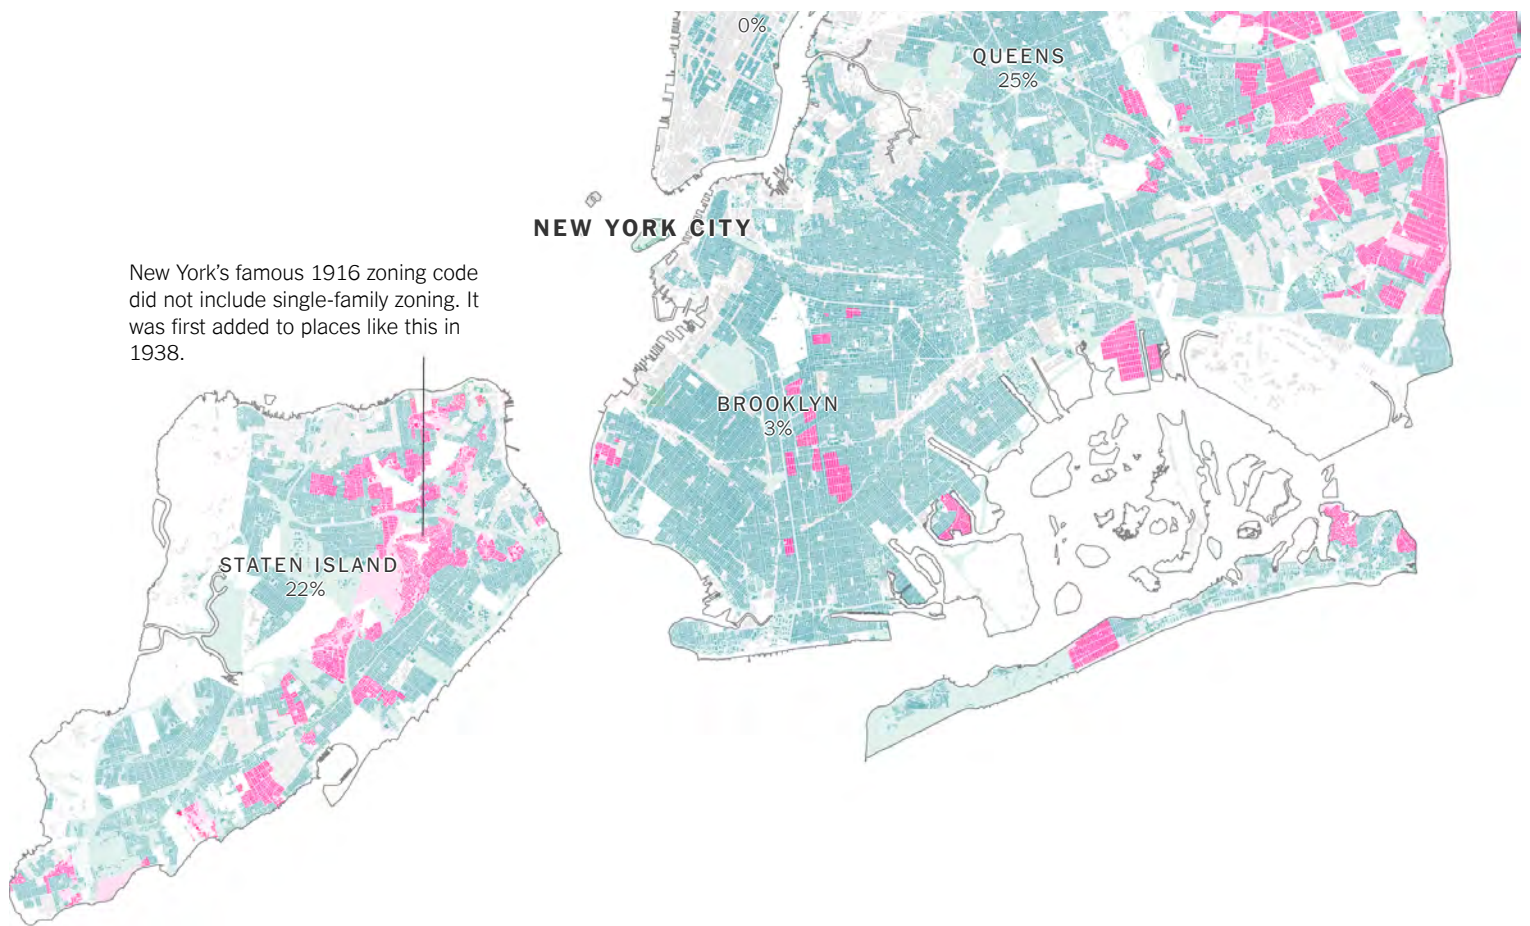 0%
QUEENS
25%
NEW YORK CITY
New York’s famous 1916 zoning code
did not include single-family zoning. It
was first added to places like this in
1938.
BROOKLYN
3%
STATEN ISLAND
22%